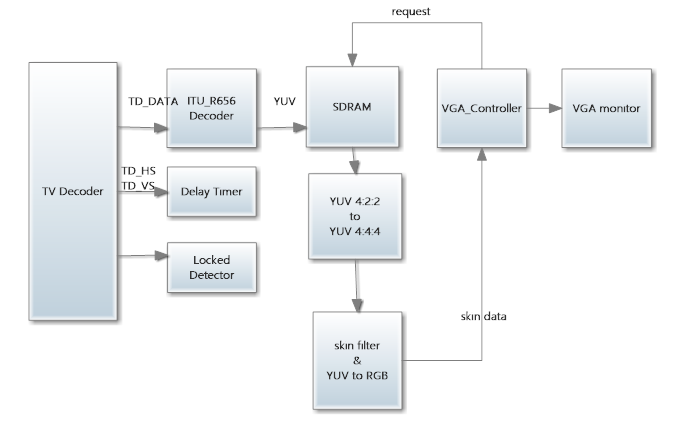 request
TD_DATA
ITU_R656
Decoder
YUV
SDRAM
VGA_Controller
VGA monitor
TV Decoder
TD_HS
TD_VS
Delay Timer
YUV 4:2:2
to
YUV 4:4:4
Locked
Detector
skin data
skin filter
&
YUV to RGB